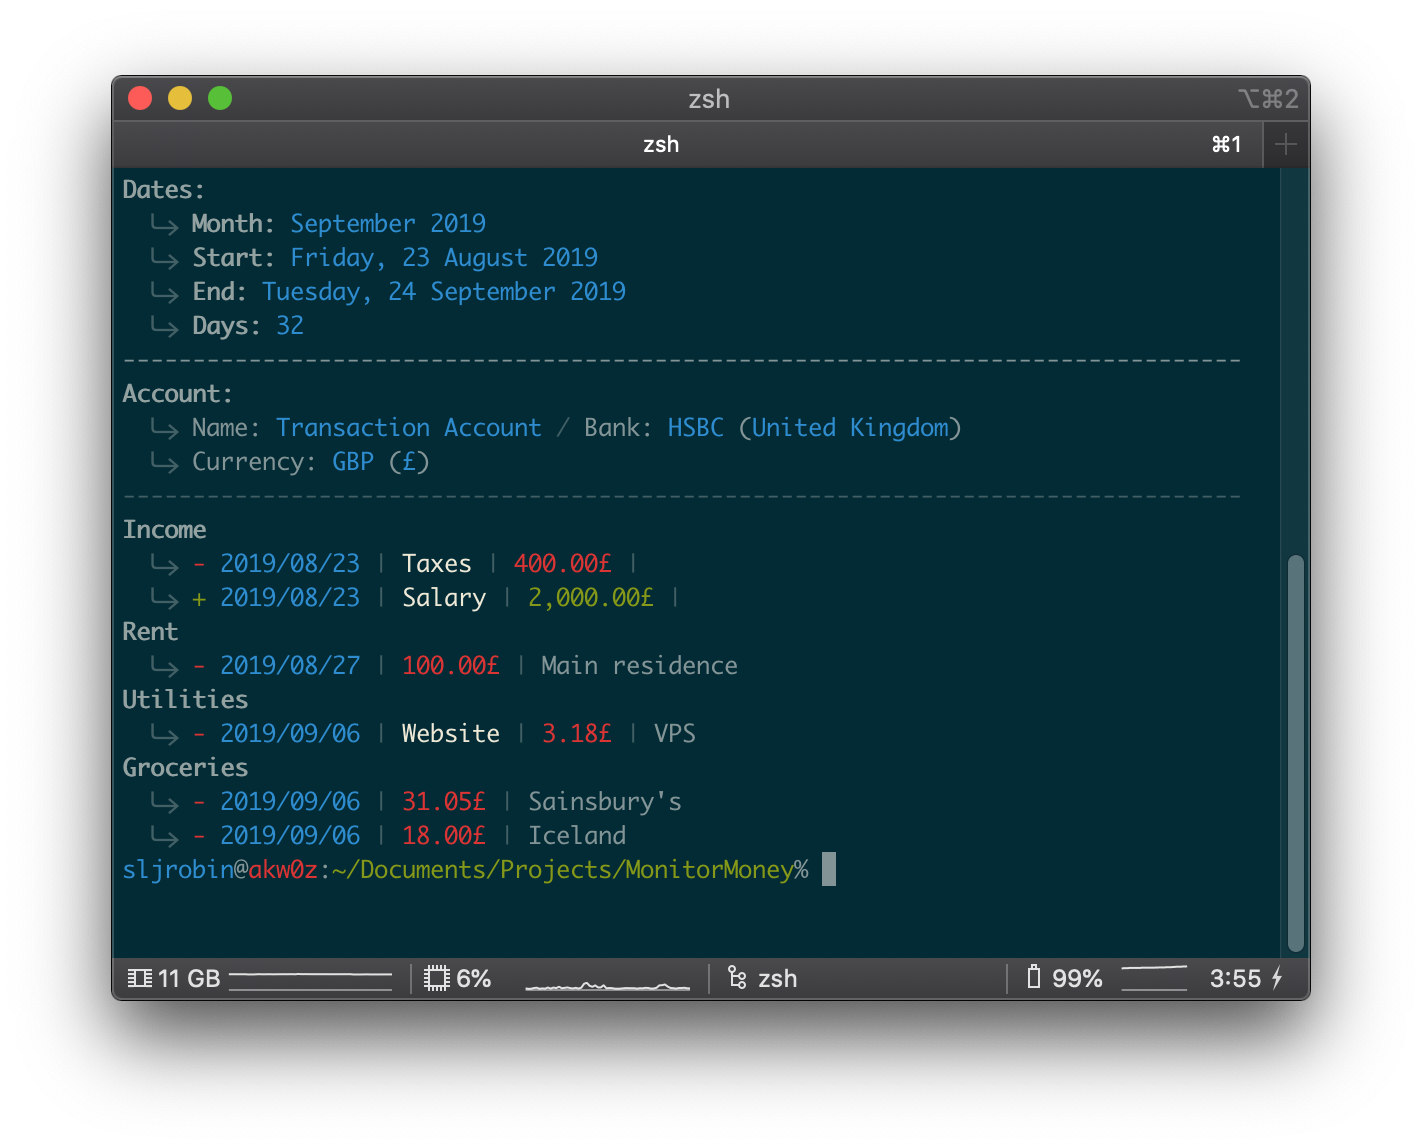 zsh ⌥⌘2
zsh ⌘1 +
Dates:
↳ Month: September 2019
↳ Start: Friday, 23 August 2019
↳ End: Tuesday, 24 September 2019
↳ Days: 32
--------------------------------------------------------------------------------
Account:
↳ Name: Transaction Account / Bank: HSBC (United Kingdom)
↳ Currency: GBP (£)
--------------------------------------------------------------------------------
Income
↳ - 2019/08/23 | Taxes | 400.00£ |
↳ + 2019/08/23 | Salary | 2,000.00£ |
Rent
↳ - 2019/08/27 | 100.00£ | Main residence
Utilities
↳ - 2019/09/06 | Website | 3.18£ | VPS
Groceries
↳ - 2019/09/06 | 31.05£ | Sainsbury's
↳ - 2019/09/06 | 18.00£ | Iceland
sljrobin@akw0z:~/Documents/Projects/MonitorMoney%
11 GB 6% zsh 99% 3:55